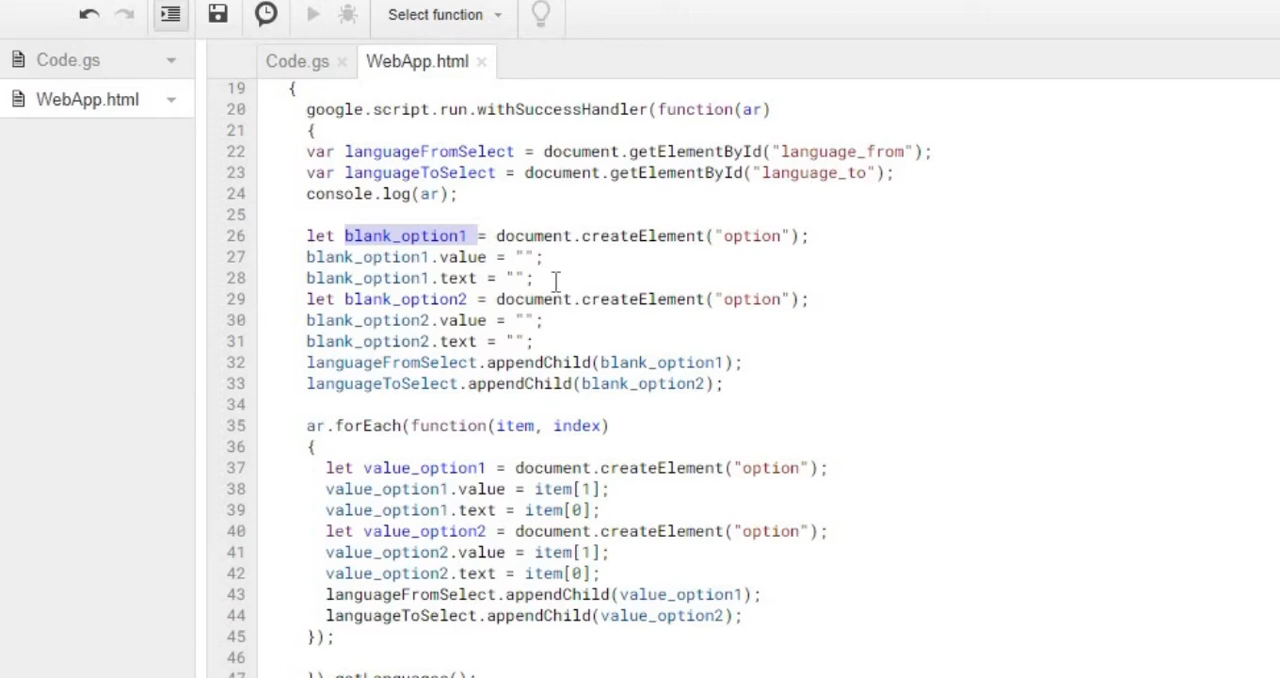 Select function
Code.gs
WebApp.html
Code.gs
WebApp.html
19 {
20 google.script.run.withSuccessHandler(function(ar)
21 {
22 var languageFromSelect = document.getElementById("language_from");
23 var languageToSelect = document.getElementById("language_to");
24 console.log(ar);
25
26 let blank_option1 = document.createElement("option");
27 blank_option1.value = "";
28 blank_option1.text = "";
29 let blank_option2 = document.createElement("option");
30 blank_option2.value = "";
31 blank_option2.text = "";
32 languageFromSelect.appendChild(blank_option1);
33 languageToSelect.appendChild(blank_option2);
34
35 ar.forEach(function(item, index)
36 {
37 let value_option1 = document.createElement("option");
38 value_option1.value = item[1];
39 value_option1.text = item[0];
40 let value_option2 = document.createElement("option");
41 value_option2.value = item[1];
42 value_option2.text = item[0];
43 languageFromSelect.appendChild(value_option1);
44 languageToSelect.appendChild(value_option2);
45 });
46
47 }).getLanguages();